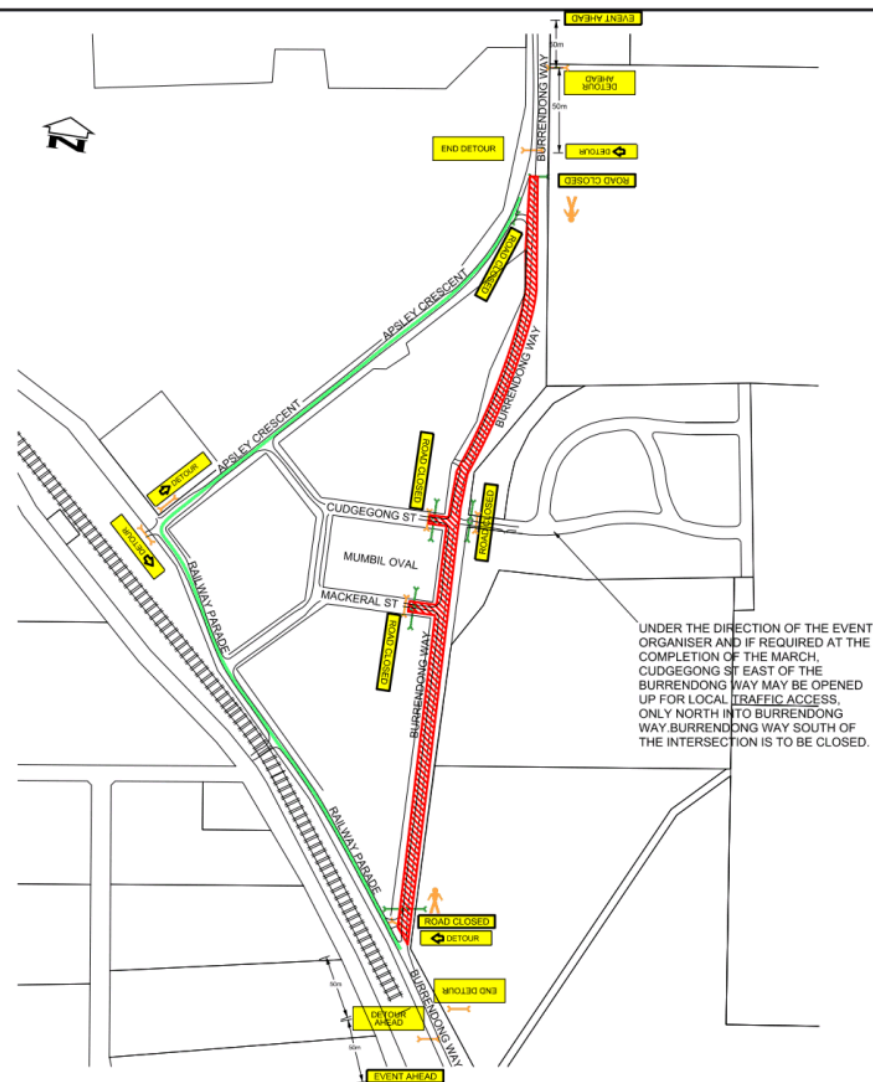 EVENT AHEAD
50m
DETOUR
AHEAD
50m
BURRENDONG WAY
END DETOUR
DETOUR
ROAD CLOSED
N
ROAD CLOSED
APSLEY CRESCENT
BURRENDONG WAY
APSLEY CRESCENT
DETOUR
ROAD CLOSED
ROAD CLOSED
CUDGEGONG ST
DETOUR
MUMBIL OVAL
RAILWAY PARADE
MACKERAL ST
ROAD CLOSED
BURRENDONG WAY
UNDER THE DIRECTION OF THE EVENT
ORGANISER AND IF REQUIRED AT THE
COMPLETION OF THE MARCH,
CUDGEGONG ST EAST OF THE
BURRENDONG WAY MAY BE OPENED
UP FOR LOCAL TRAFFIC ACCESS,
ONLY NORTH INTO BURRENDONG
WAY.BURRENDONG WAY SOUTH OF
THE INTERSECTION IS TO BE CLOSED.
RAILWAY PARADE
ROAD CLOSED
DETOUR
50m
BURRENDONG WAY
END DETOUR
DETOUR
AHEAD
50m
EVENT AHEAD